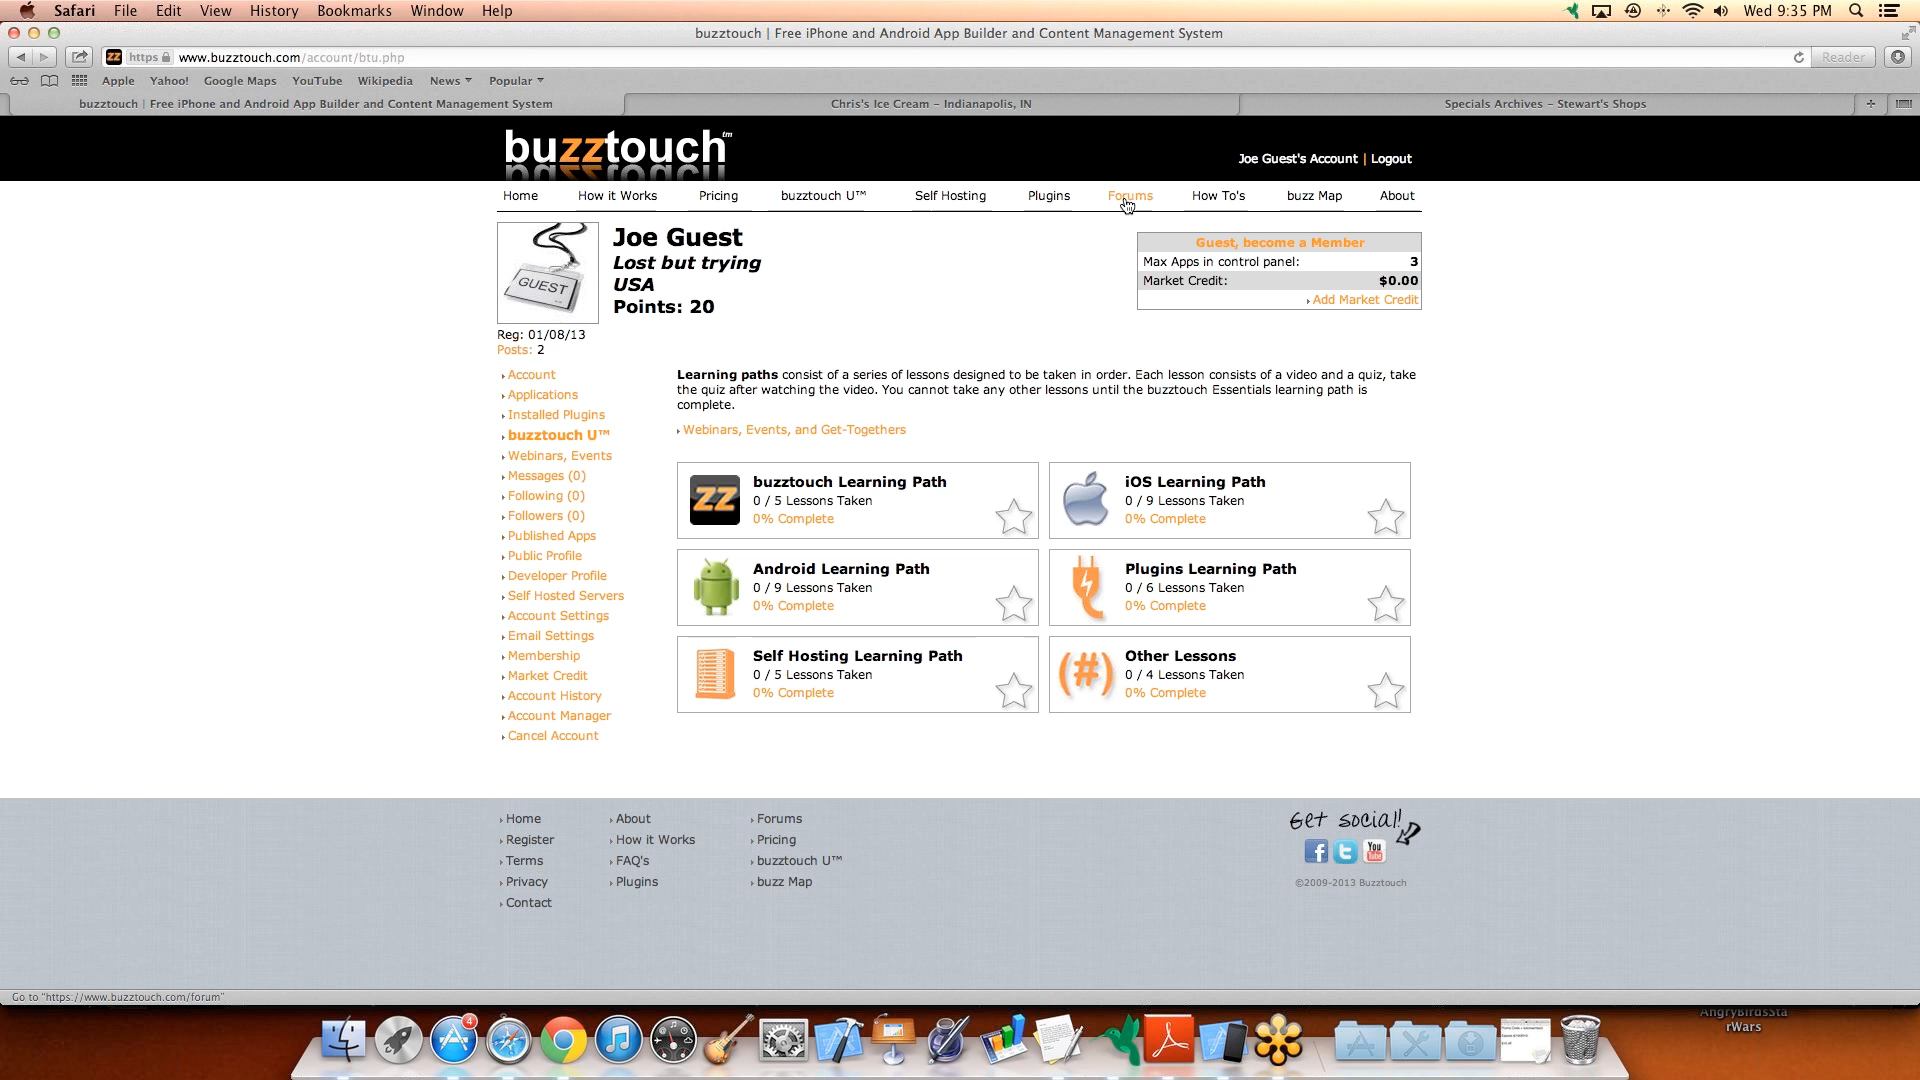 Safari File Edit View History Bookmarks Window Help Wed 9:35 PM
buzztouch | Free iPhone and Android App Builder and Content Management System
https www.buzztouch.com/account/btu.php Reader
Apple Yahoo! Google Maps YouTube Wikipedia News Popular
buzztouch | Free iPhone and Android App Builder and Content Management System Chris's Ice Cream – Indianapolis, IN Specials Archives – Stewart's Shops
buzztouch™
Joe Guest's Account | Logout
Home How it Works Pricing buzztouch U™ Self Hosting Plugins Forums How To's buzz Map About
GUEST
Joe Guest
Lost but trying
USA
Points: 20
Guest, become a Member
Max Apps in control panel: 3
Market Credit: $0.00
Add Market Credit
Reg: 01/08/13
Posts: 2
Account
Applications
Installed Plugins
buzztouch U™
Webinars, Events
Messages (0)
Following (0)
Followers (0)
Published Apps
Public Profile
Developer Profile
Self Hosted Servers
Account Settings
Email Settings
Membership
Market Credit
Account History
Account Manager
Cancel Account
Learning paths consist of a series of lessons designed to be taken in order. Each lesson consists of a video and a quiz, take
the quiz after watching the video. You cannot take any other lessons until the buzztouch Essentials learning path is
complete.
Webinars, Events, and Get-Togethers
zz
buzztouch Learning Path
0 / 5 Lessons Taken
0% Complete
iOS Learning Path
0 / 9 Lessons Taken
0% Complete
Android Learning Path
0 / 9 Lessons Taken
0% Complete
Plugins Learning Path
0 / 6 Lessons Taken
0% Complete
Self Hosting Learning Path
0 / 5 Lessons Taken
0% Complete
(#)
Other Lessons
0 / 4 Lessons Taken
0% Complete
Home About Forums
Register How it Works Pricing
Terms FAQ's buzztouch U™
Privacy Plugins buzz Map
Contact
Get social!
f t You Tube
©2009-2013 Buzztouch
Go to "https://www.buzztouch.com/forum"
AngryBirdsSta
rWars
4